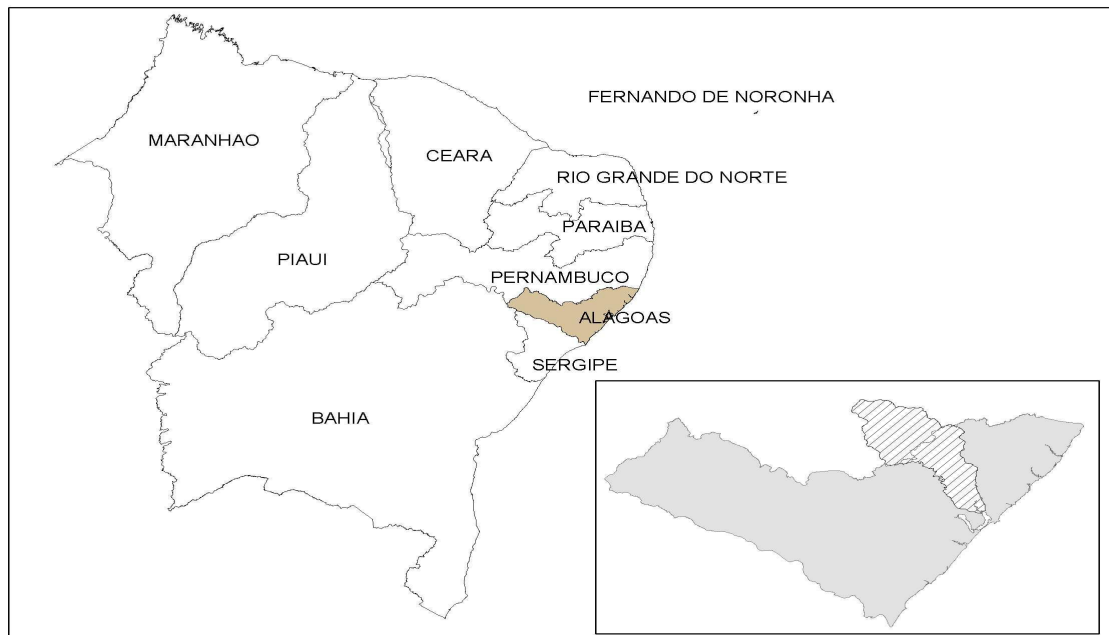 FERNANDO DE NORONHA
MARANHAO
CEARA
RIO GRANDE DO NORTE
PARAIBA
PIAUI
PERNAMBUCO
ALAGOAS
SERGIPE
BAHIA